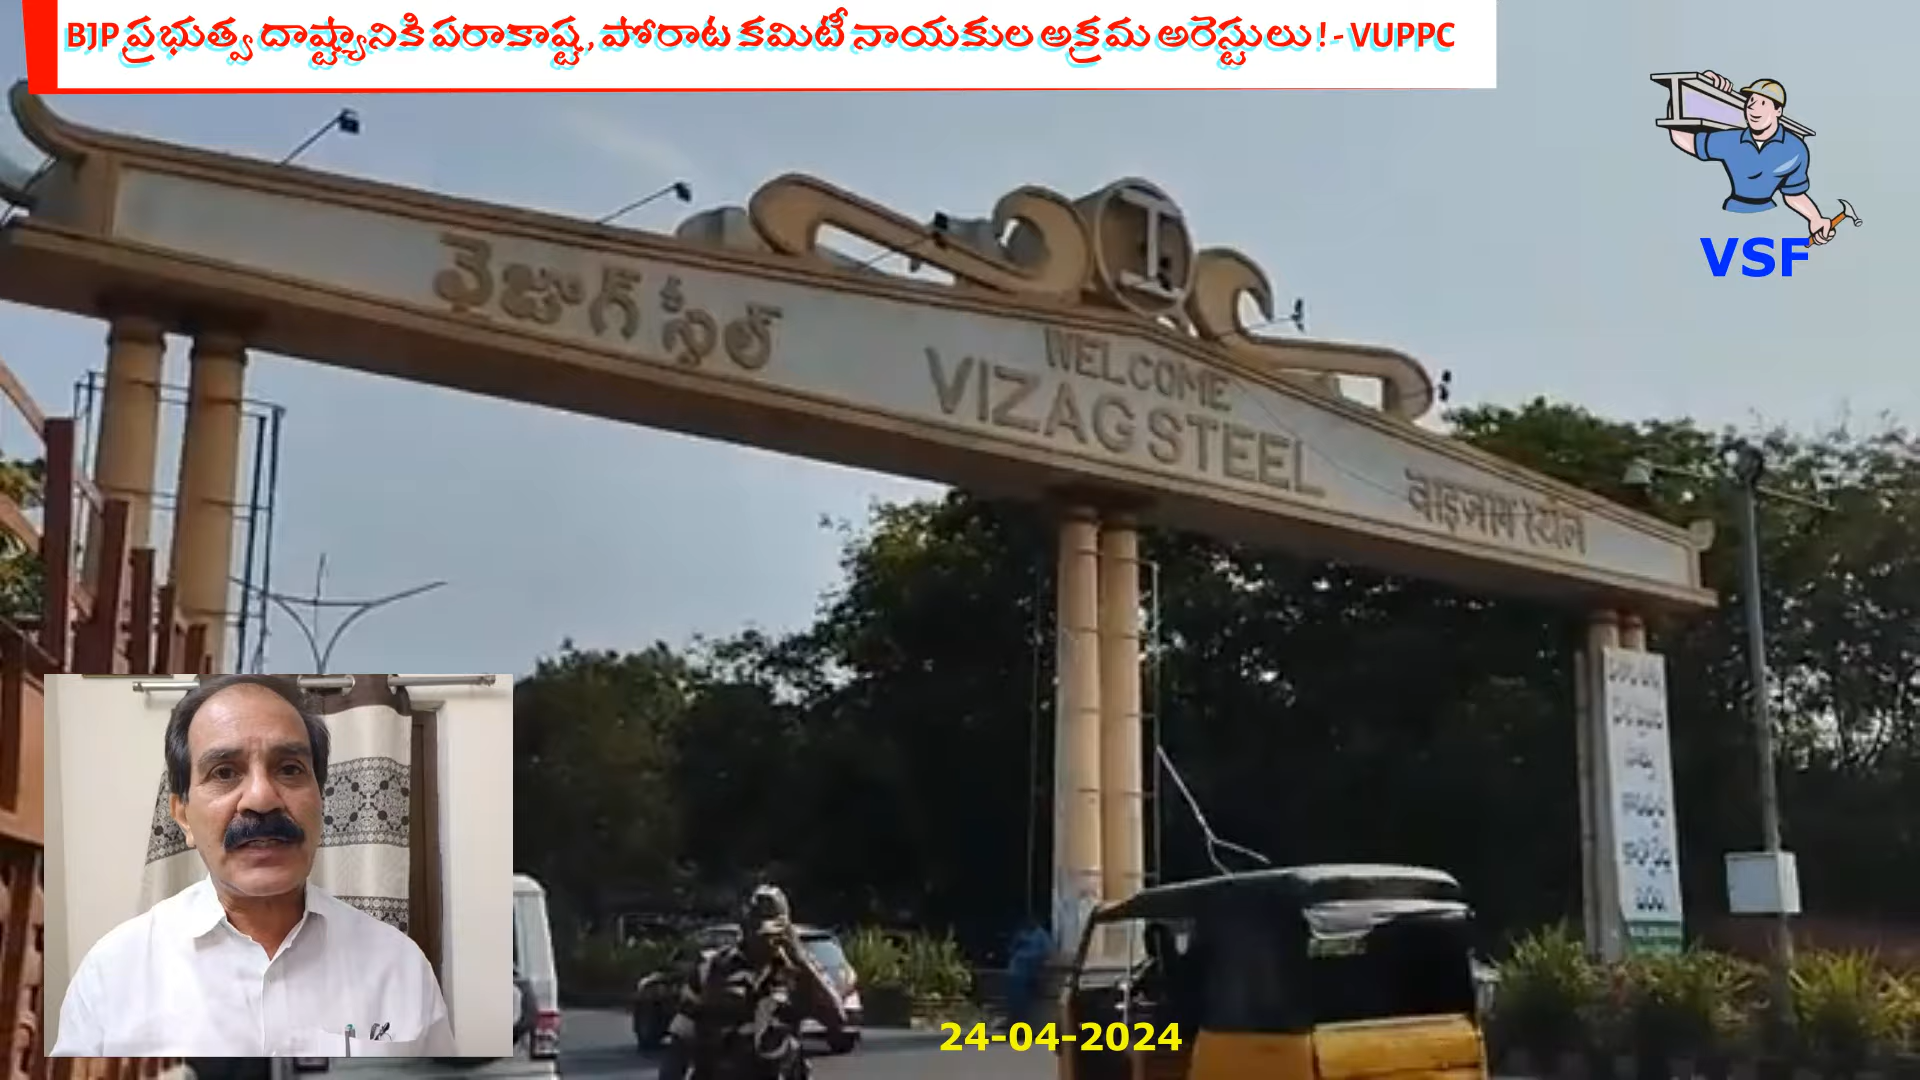 BJP ప్రభుత్వ దాష్ట్యానికి పరాకాష్ట, పోరాట కమిటీ నాయకుల అక్రమ అరెస్టులు! - VUPPC
VSF
వైజాగ్ స్టీల్
WELCOME
VIZAG STEEL
वाइजाग स्टील
24-04-2024